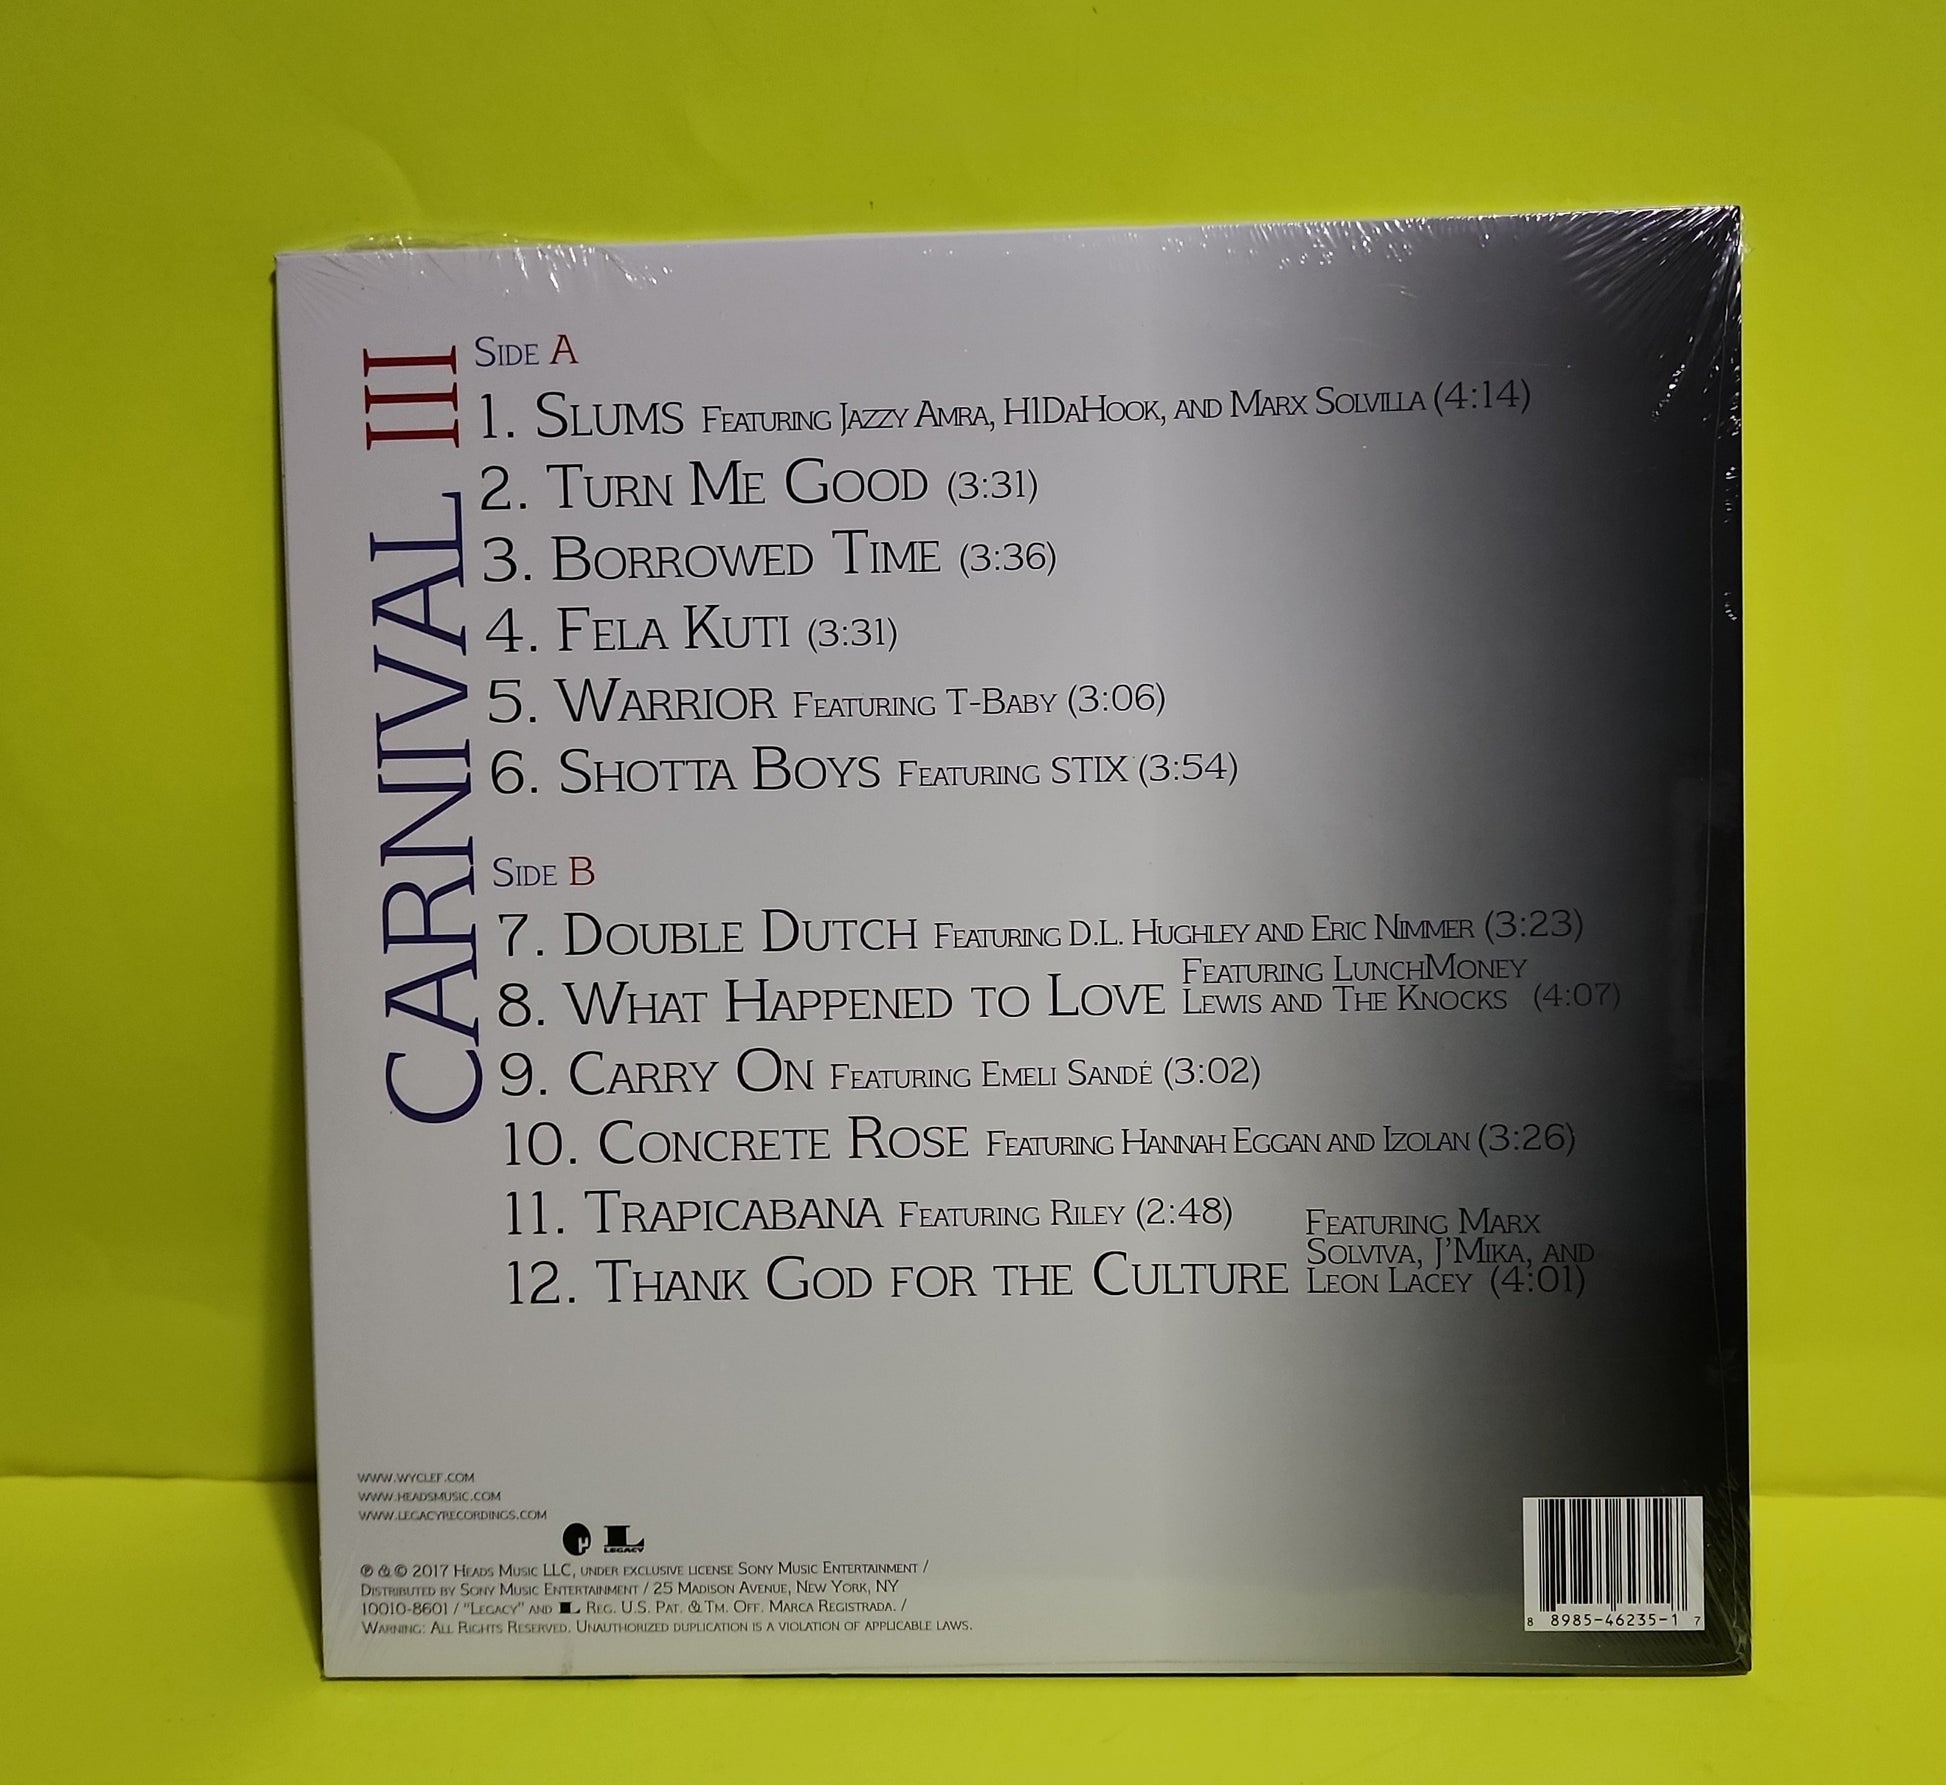 CARNIVAL III
SIDE A
1. SLUMS FEATURING JAZZY AMRA, H1DAHOOK, AND MARX SOLVILLA (4:14)
2. TURN ME GOOD (3:31)
3. BORROWED TIME (3:36)
4. FELA KUTI (3:31)
5. WARRIOR FEATURING T-BABY (3:06)
6. SHOTTA BOYS FEATURING STIX (3:54)
SIDE B
7. DOUBLE DUTCH FEATURING D.L. HUGHLEY AND ERIC NIMMER (3:23)
8. WHAT HAPPENED TO LOVE FEATURING LUNCHMONEY
LEWIS AND THE KNOCKS (4:07)
9. CARRY ON FEATURING EMELI SANDÉ (3:02)
10. CONCRETE ROSE FEATURING HANNAH EGGAN AND IZOLAN (3:26)
11. TRAPICABANA FEATURING RILEY (2:48)
12. THANK GOD FOR THE CULTURE FEATURING MARX
SOLVIVA, J'MIKA, AND
LEON LACEY (4:01)
WWW.WYCLEF.COM
WWW.HEADSMUSIC.COM
WWW.LEGACYRECORDINGS.COM
L
LEGACY
℗ & © 2017 HEADS MUSIC LLC, UNDER EXCLUSIVE LICENSE SONY MUSIC ENTERTAINMENT /
DISTRIBUTED BY SONY MUSIC ENTERTAINMENT / 25 MADISON AVENUE, NEW YORK, NY
10010-8601 / "LEGACY" AND L REG. U.S. PAT. & TM. OFF. MARCA REGISTRADA. /
WARNING: ALL RIGHTS RESERVED. UNAUTHORIZED DUPLICATION IS A VIOLATION OF APPLICABLE LAWS.
8 8985-46235-1 7